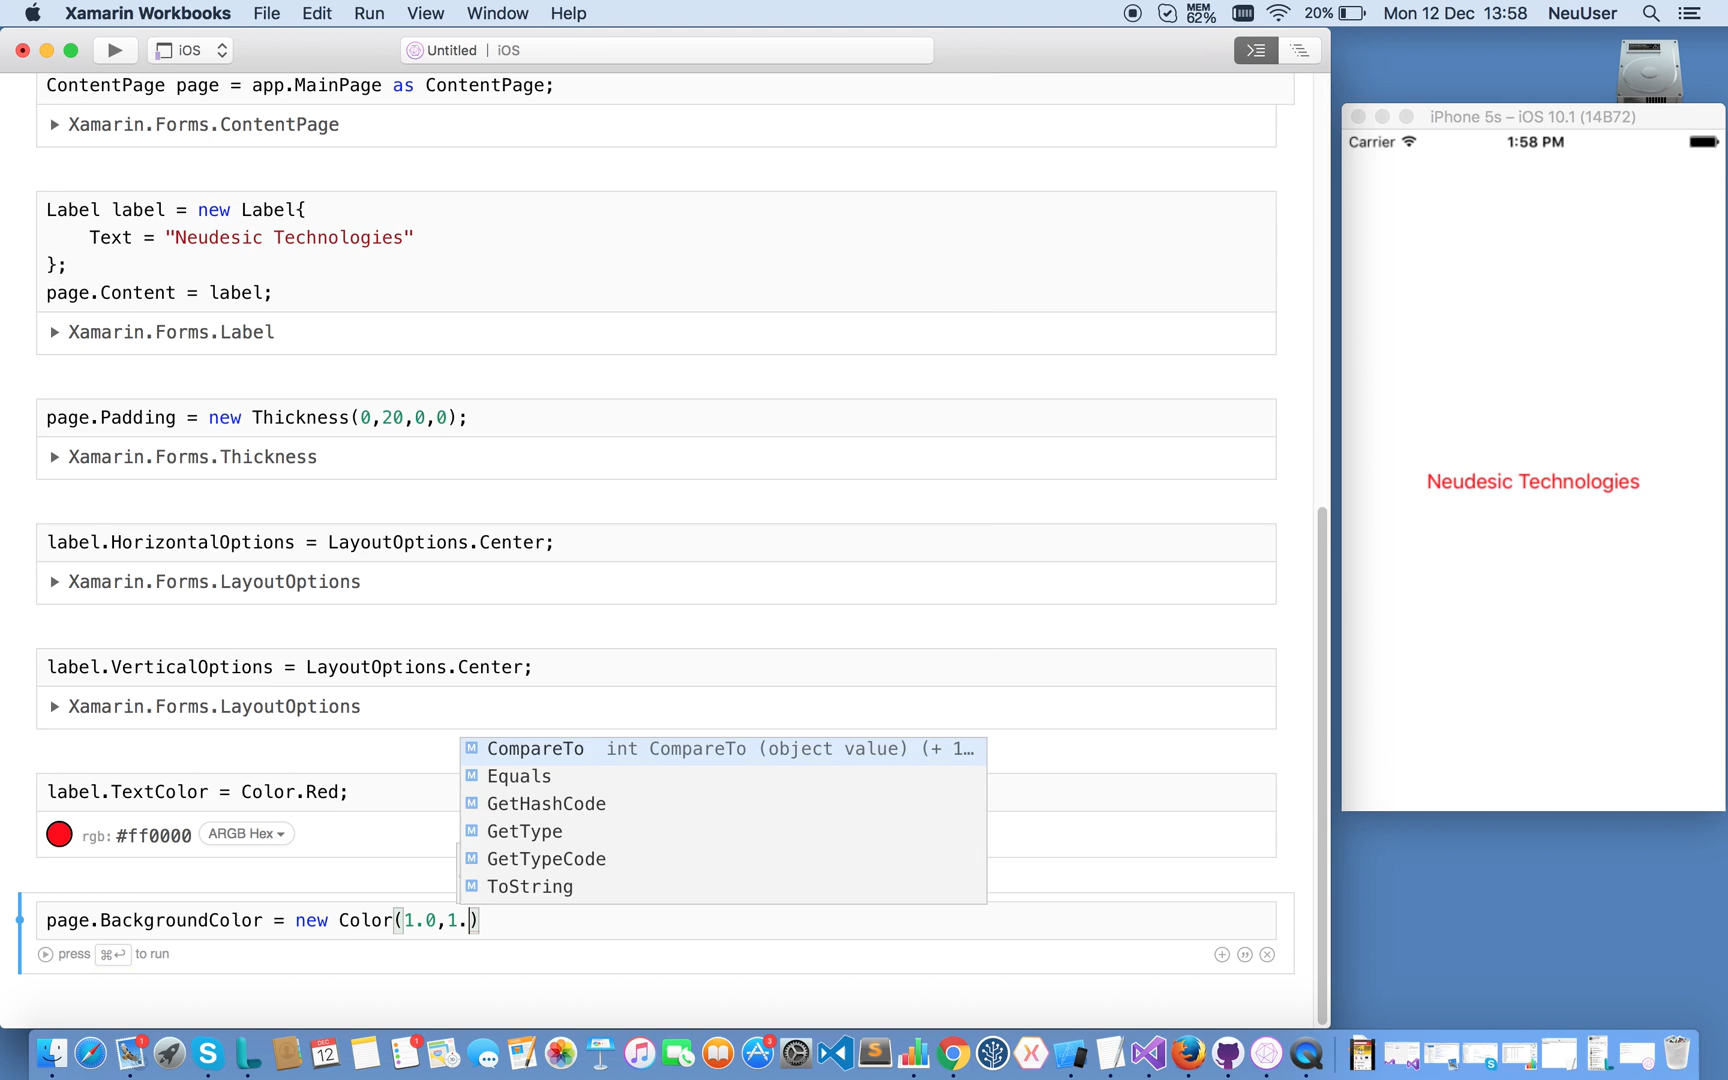 Xamarin Workbooks File Edit Run View Window Help MEM 62% 20% Mon 12 Dec 13:58 NeuUser
iOS Untitled | iOS
ContentPage page = app.MainPage as ContentPage;
Xamarin.Forms.ContentPage
Label label = new Label{
Text = "Neudesic Technologies"
};
page.Content = label;
Xamarin.Forms.Label
page.Padding = new Thickness(0,20,0,0);
Xamarin.Forms.Thickness
label.HorizontalOptions = LayoutOptions.Center;
Xamarin.Forms.LayoutOptions
label.VerticalOptions = LayoutOptions.Center;
Xamarin.Forms.LayoutOptions
M CompareTo int CompareTo (object value) (+ 1…
M Equals
M GetHashCode
M GetType
M GetTypeCode
M ToString
label.TextColor = Color.Red;
rgb: #ff0000 ARGB Hex
page.BackgroundColor = new Color(1.0,1.)
press ⌘↩ to run
iPhone 5s – iOS 10.1 (14B72)
Carrier 1:58 PM
Neudesic Technologies
1
DEC
12
1
3